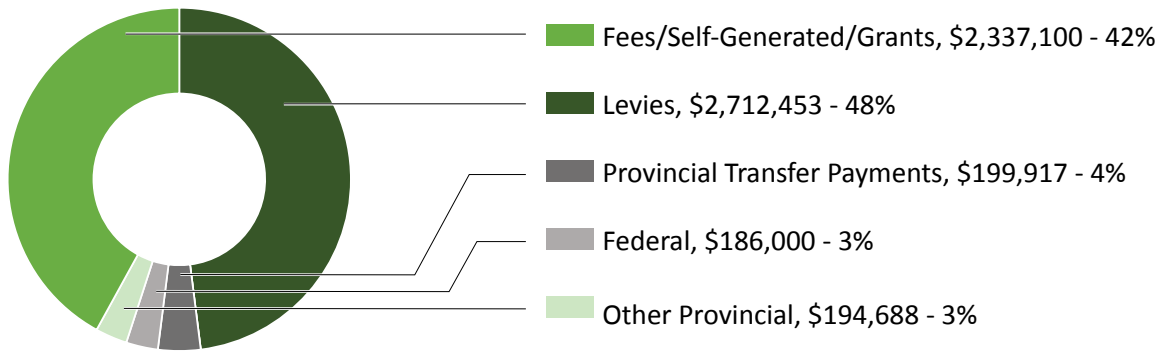 Fees/Self-Generated/Grants, $2,337,100 - 42%
Levies, $2,712,453 - 48%
Provincial Transfer Payments, $199,917 - 4%
Federal, $186,000 - 3%
Other Provincial, $194,688 - 3%